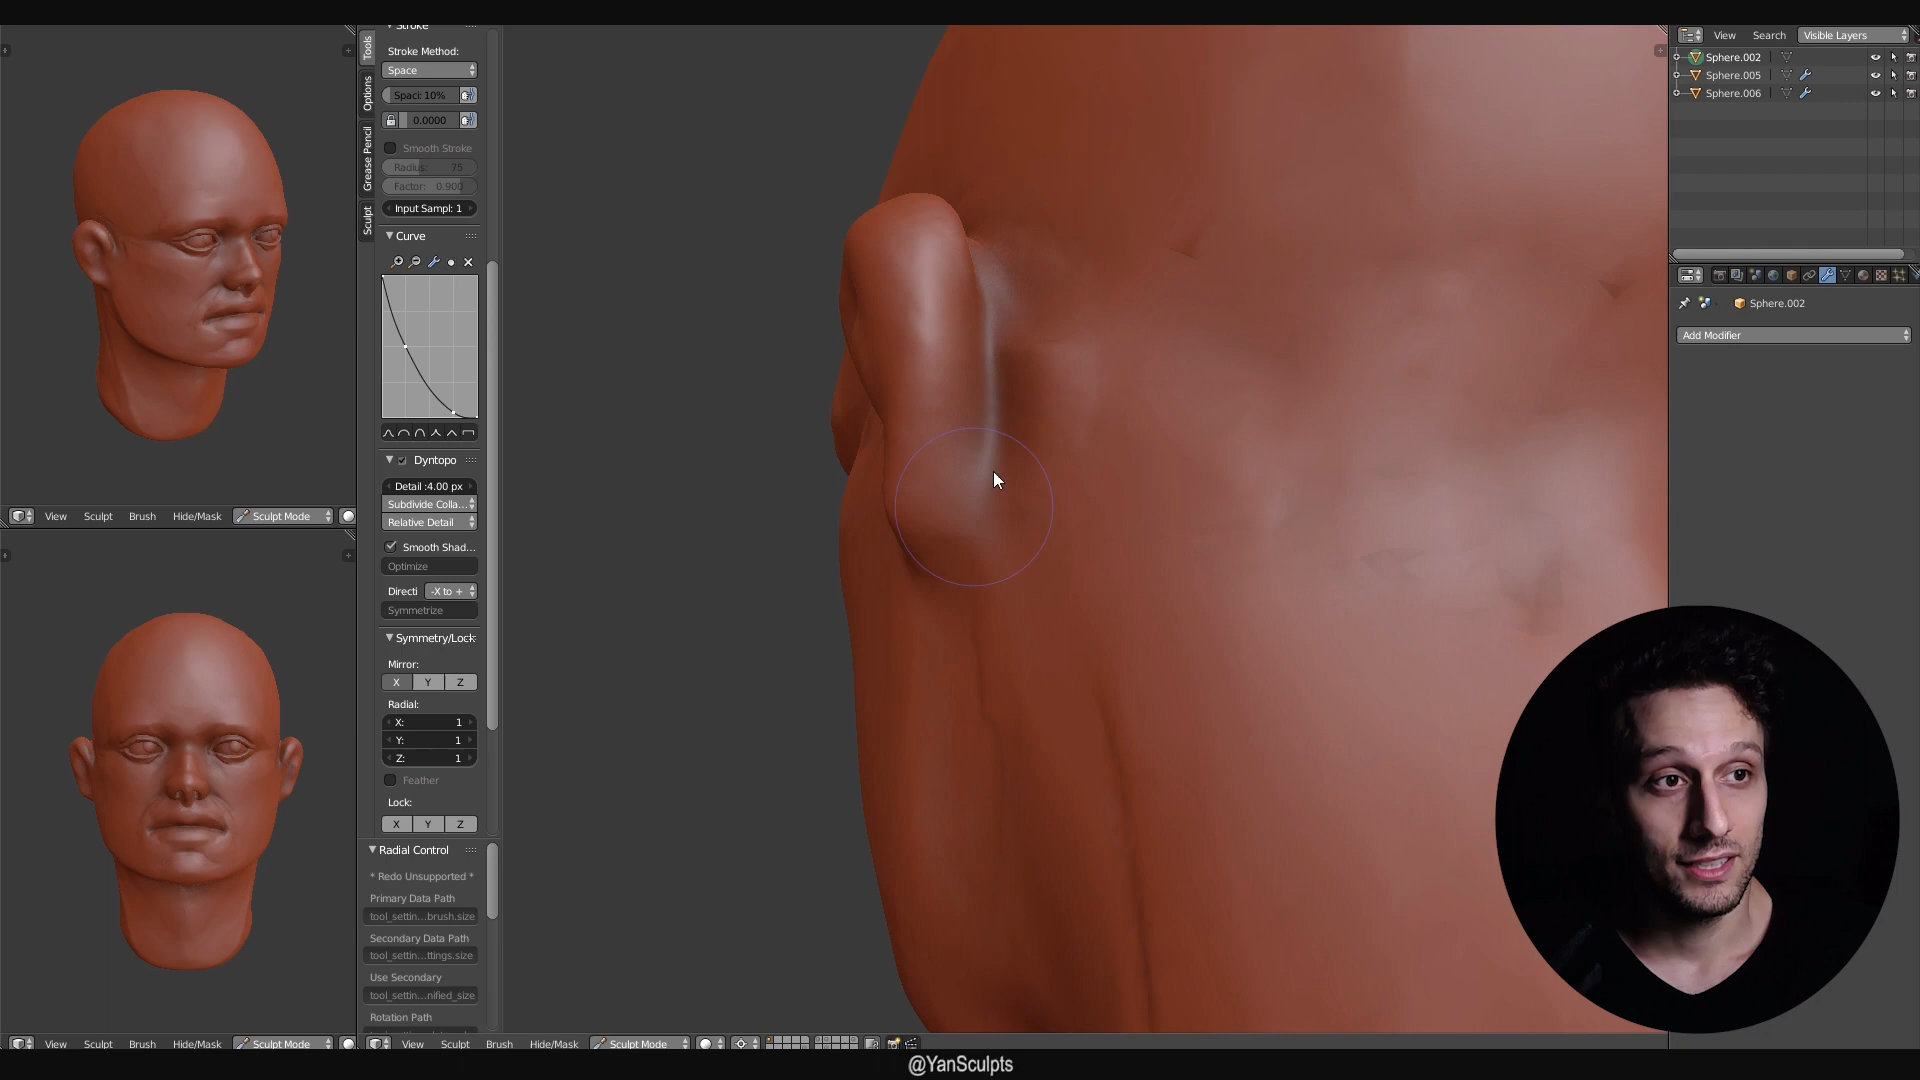 View Sculpt Brush Hide/Mask Sculpt Mode
View Sculpt Brush Hide/Mask Sculpt Mode
Tools
Options
Grease Pencil
Sculpt
Stroke
Stroke Method:
Space
Spaci: 10%
0.0000
Smooth Stroke
Radius: 75
Factor: 0.900
Input Sampl: 1
Curve
Dyntopo
Detail :4.00 px
Subdivide Colla...
Relative Detail
Smooth Shad...
Optimize
Directi -X to +
Symmetrize
Symmetry/Lock
Mirror:
X Y Z
Radial:
X: 1
Y: 1
Z: 1
Feather
Lock:
X Y Z
Radial Control
* Redo Unsupported *
Primary Data Path
tool_settin...brush.size
Secondary Data Path
tool_settin...ttings.size
Use Secondary
tool_settin...nified_size
Rotation Path
View Sculpt Brush Hide/Mask Sculpt Mode
View Search Visible Layers
Sphere.002
Sphere.005
Sphere.006
Sphere.002
Add Modifier
@YanSculpts